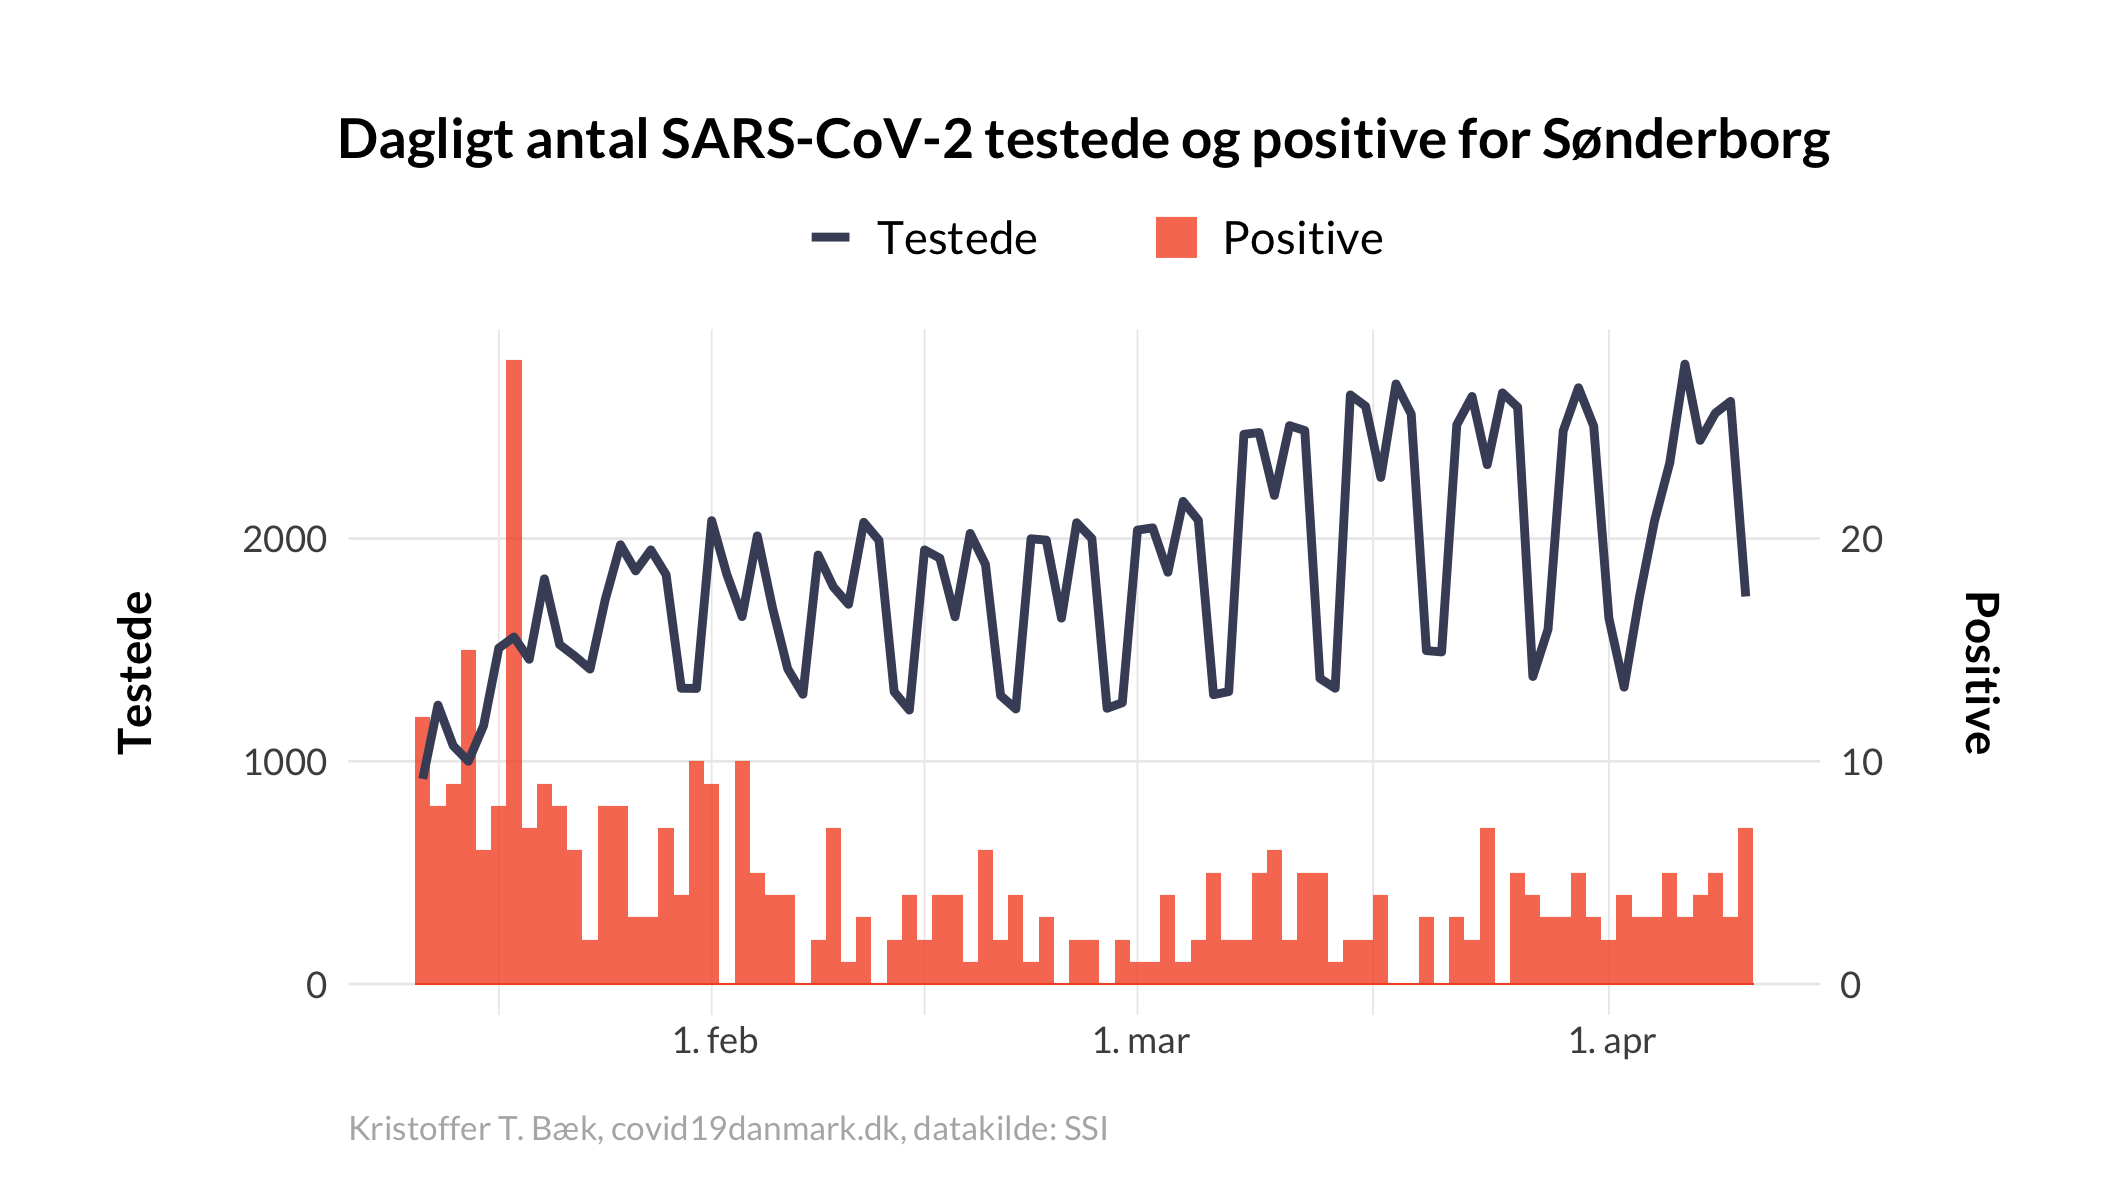 Dagligt antal SARS-CoV-2 testede og positive for Sønderborg
Testede
Positive
2000
1000
0
Testede
20
10
0
Positive
1. feb
1. mar
1. apr
Kristoffer T. Bæk, covid19danmark.dk, datakilde: SSI